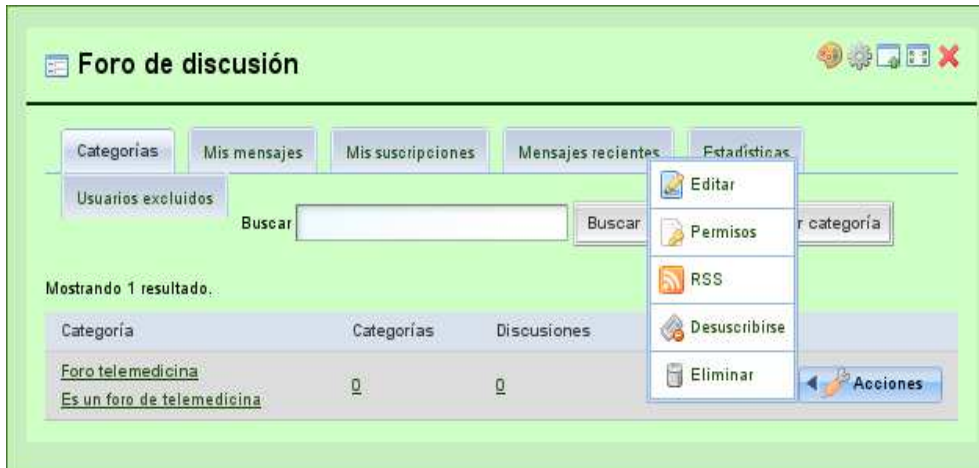 Foro de discusión
Categorías Mis mensajes Mis suscripciones Mensajes recientes Estadísticas
Usuarios excluidos
Buscar Buscar r categoría
Editar
Permisos
RSS
Desuscribirse
Eliminar
Mostrando 1 resultado.
Categoría Categorías Discusiones
Foro telemedicina
Es un foro de telemedicina 0 0 Acciones